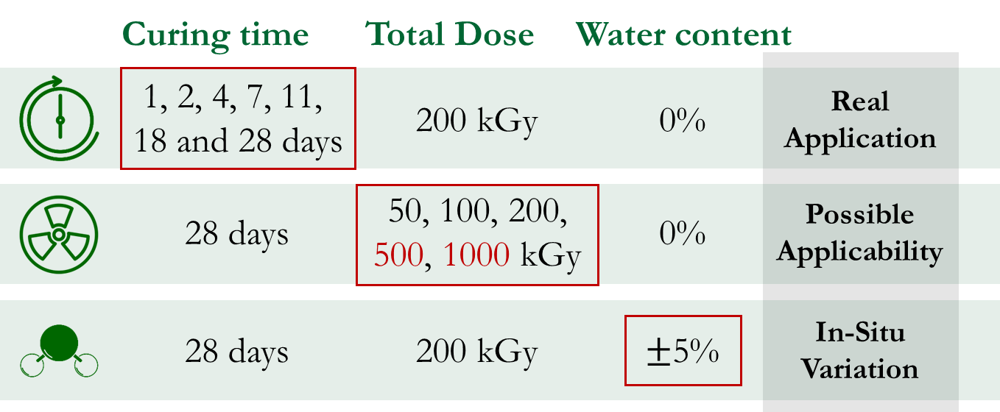 Curing time Total Dose Water content
1, 2, 4, 7, 11,
18 and 28 days
200 kGy
0%
Real
Application
28 days
50, 100, 200,
500, 1000 kGy
0%
Possible
Applicability
28 days
200 kGy
±5%
In-Situ
Variation